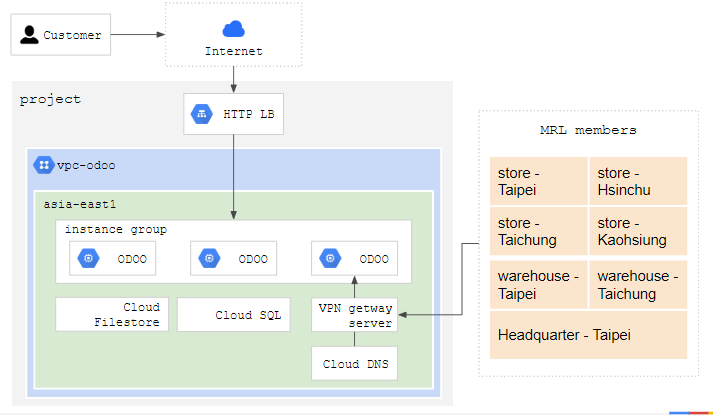 Customer
Internet
project
HTTP LB
MRL members
vpc-odoo
store -
Taipei
store -
Hsinchu
asia-east1
store -
Taichung
store -
Kaohsiung
instance group
ODOO
ODOO
ODOO
warehouse -
Taipei
warehouse -
Taichung
Cloud
Filestore
Cloud SQL
VPN getway
server
Headquarter - Taipei
Cloud DNS